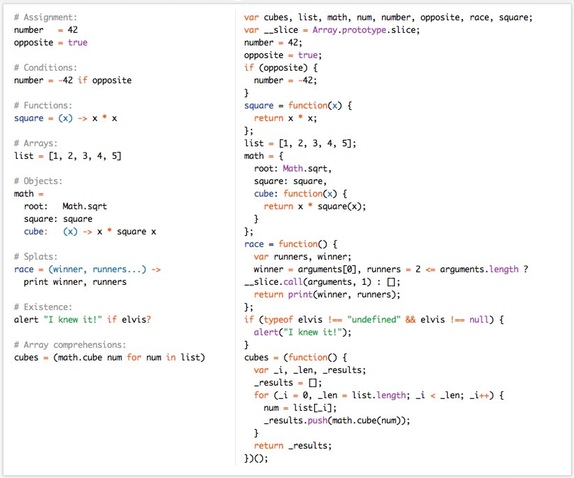 # Assignment:
number   = 42
opposite = true

# Conditions:
number = -42 if opposite

# Functions:
square = (x) -> x * x

# Arrays:
list = [1, 2, 3, 4, 5]

# Objects:
math =
  root:   Math.sqrt
  square: square
  cube:   (x) -> x * square x

# Splats:
race = (winner, runners...) ->
  print winner, runners

# Existence:
alert "I knew it!" if elvis?

# Array comprehensions:
cubes = (math.cube num for num in list)

var cubes, list, math, num, number, opposite, race, square;
var __slice = Array.prototype.slice;
number = 42;
opposite = true;
if (opposite) {
  number = -42;
}
square = function(x) {
  return x * x;
};
list = [1, 2, 3, 4, 5];
math = {
  root: Math.sqrt,
  square: square,
  cube: function(x) {
    return x * square(x);
  }
};
race = function() {
  var runners, winner;
  winner = arguments[0], runners = 2 <= arguments.length ?
__slice.call(arguments, 1) : [];
  return print(winner, runners);
};
if (typeof elvis !== "undefined" && elvis !== null) {
  alert("I knew it!");
}
cubes = (function() {
  var _i, _len, _results;
  _results = [];
  for (_i = 0, _len = list.length; _i < _len; _i++) {
    num = list[_i];
    _results.push(math.cube(num));
  }
  return _results;
})();